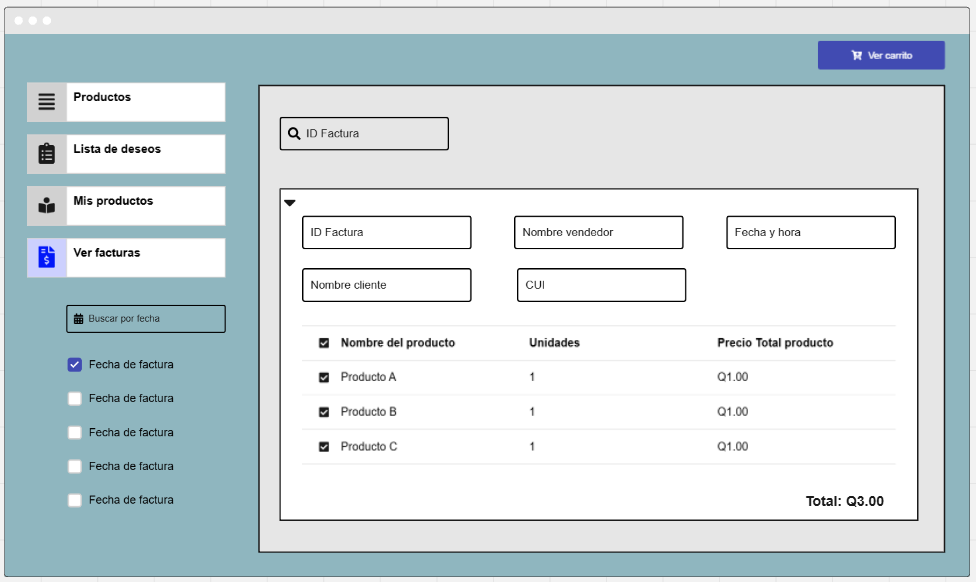 Ver carrito
Productos
Lista de deseos
Mis productos
Ver facturas
Buscar por fecha
Fecha de factura
Fecha de factura
Fecha de factura
Fecha de factura
Fecha de factura
ID Factura
ID Factura Nombre vendedor Fecha y hora
Nombre cliente CUI
Nombre del producto Unidades Precio Total producto
Producto A 1 Q1.00
Producto B 1 Q1.00
Producto C 1 Q1.00
Total: Q3.00